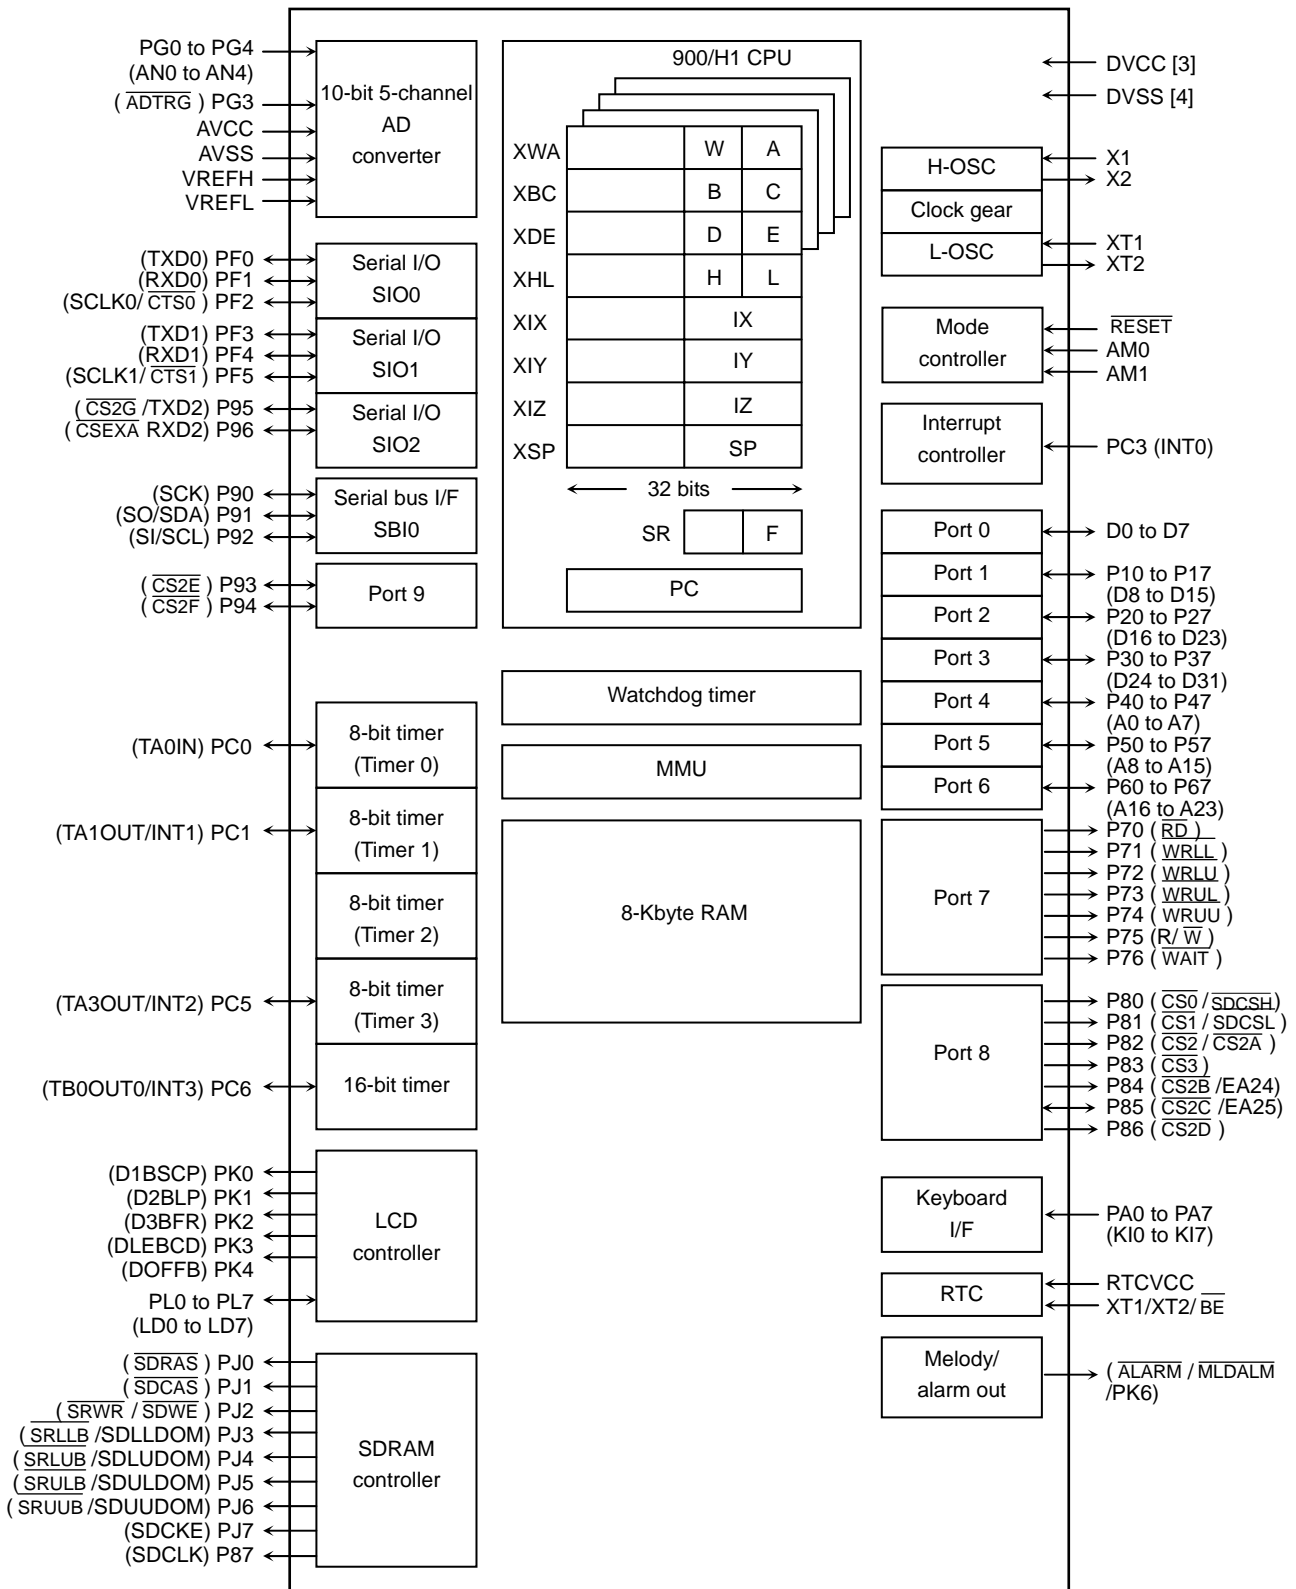 PG0 to PG4
(AN0 to AN4)
( ADTRG ) PG3
AVCC
AVSS
VREFH
VREFL
10-bit 5-channel
AD
converter
(TXD0) PF0
(RXD0) PF1
(SCLK0/ CTS0 ) PF2
Serial I/O
SIO0
(TXD1) PF3
(RXD1) PF4
(SCLK1/ CTS1 ) PF5
Serial I/O
SIO1
( CS2G /TXD2) P95
( CSEXA RXD2) P96
Serial I/O
SIO2
(SCK) P90
(SO/SDA) P91
(SI/SCL) P92
Serial bus I/F
SBI0
( CS2E ) P93
( CS2F ) P94
Port 9
(TA0IN) PC0
8-bit timer
(Timer 0)
(TA1OUT/INT1) PC1
8-bit timer
(Timer 1)
8-bit timer
(Timer 2)
(TA3OUT/INT2) PC5
8-bit timer
(Timer 3)
(TB0OUT0/INT3) PC6
16-bit timer
(D1BSCP) PK0
(D2BLP) PK1
(D3BFR) PK2
(DLEBCD) PK3
(DOFFB) PK4
PL0 to PL7
(LD0 to LD7)
LCD
controller
( SDRAS ) PJ0
( SDCAS ) PJ1
( SRWR / SDWE ) PJ2
( SRLLB /SDLLDOM) PJ3
( SRLUB /SDLUDOM) PJ4
( SRULB /SDULDOM) PJ5
( SRUUB /SDUUDOM) PJ6
(SDCKE) PJ7
(SDCLK) P87
SDRAM
controller
900/H1 CPU
XWA W A
XBC B C
XDE D E
XHL H L
XIX IX
XIY IY
XIZ IZ
XSP SP
32 bits
SR F
PC
Watchdog timer
MMU
8-Kbyte RAM
DVCC [3]
DVSS [4]
H-OSC
X1
X2
Clock gear
L-OSC
XT1
XT2
Mode
controller
RESET
AM0
AM1
Interrupt
controller
PC3 (INT0)
Port 0
D0 to D7
Port 1
P10 to P17
(D8 to D15)
Port 2
P20 to P27
(D16 to D23)
Port 3
P30 to P37
(D24 to D31)
Port 4
P40 to P47
(A0 to A7)
Port 5
P50 to P57
(A8 to A15)
Port 6
P60 to P67
(A16 to A23)
Port 7
P70 ( RD )
P71 ( WRLL )
P72 ( WRLU )
P73 ( WRUL )
P74 ( WRUU )
P75 (R/ W )
P76 ( WAIT )
Port 8
P80 ( CS0 / SDCSH)
P81 ( CS1 / SDCSL )
P82 ( CS2 / CS2A )
P83 ( CS3 )
P84 ( CS2B /EA24)
P85 ( CS2C /EA25)
P86 ( CS2D )
Keyboard
I/F
PA0 to PA7
(KI0 to KI7)
RTC
RTCVCC
XT1/XT2/ BE
Melody/
alarm out
( ALARM / MLDALM
/PK6)